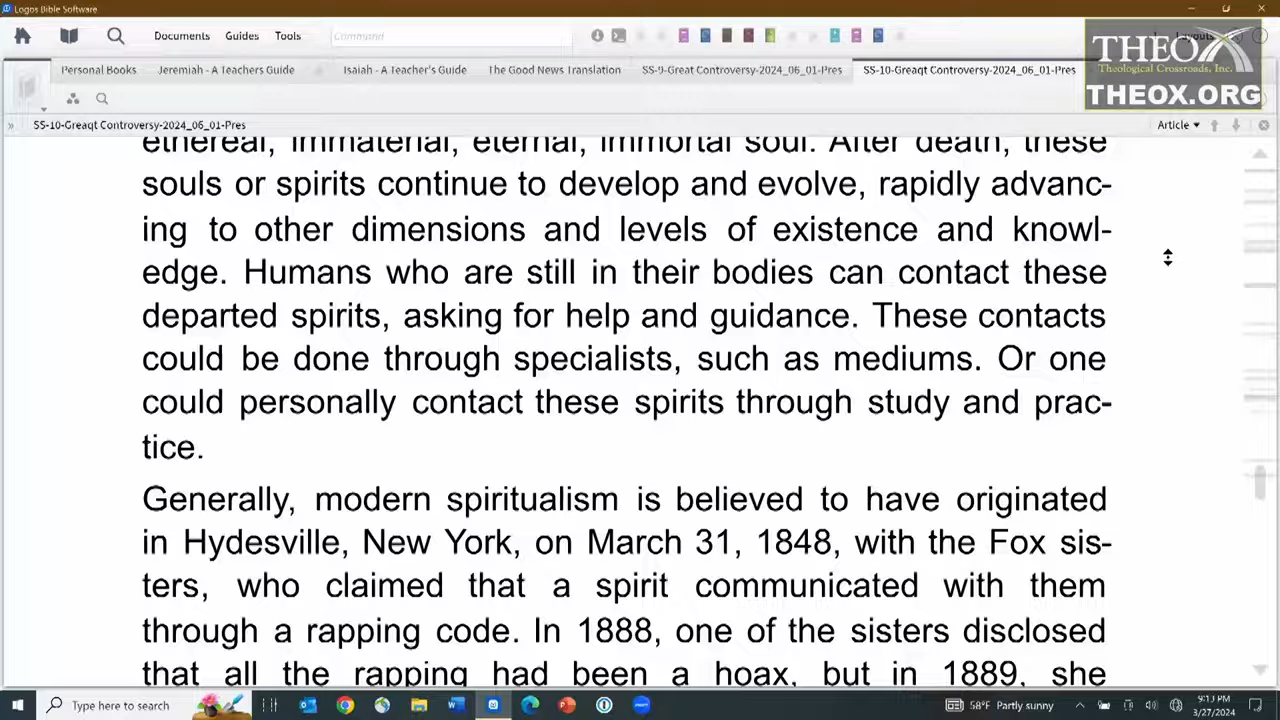 Logos Bible Software
Documents Guides Tools Command
THEOX
Theological Crossroads, Inc.
THEOX.ORG
Personal Books Jeremiah - A Teachers Guide The Good News Translation SS-9-Great Controversy-2024_06_01-Pres SS-10-Greaqt Controversy-2024_06_01-Pres
SS-10-Greaqt Controversy-2024_06_01-Pres Article
ethereal, immaterial, eternal, immortal soul. After death, these
souls or spirits continue to develop and evolve, rapidly advanc-
ing to other dimensions and levels of existence and knowl-
edge. Humans who are still in their bodies can contact these
departed spirits, asking for help and guidance. These contacts
could be done through specialists, such as mediums. Or one
could personally contact these spirits through study and prac-
tice.
Generally, modern spiritualism is believed to have originated
in Hydesville, New York, on March 31, 1848, with the Fox sis-
ters, who claimed that a spirit communicated with them
through a rapping code. In 1888, one of the sisters disclosed
that all the rapping had been a hoax, but in 1889, she
Type here to search
58°F Partly sunny
9:13 PM
3/27/2024